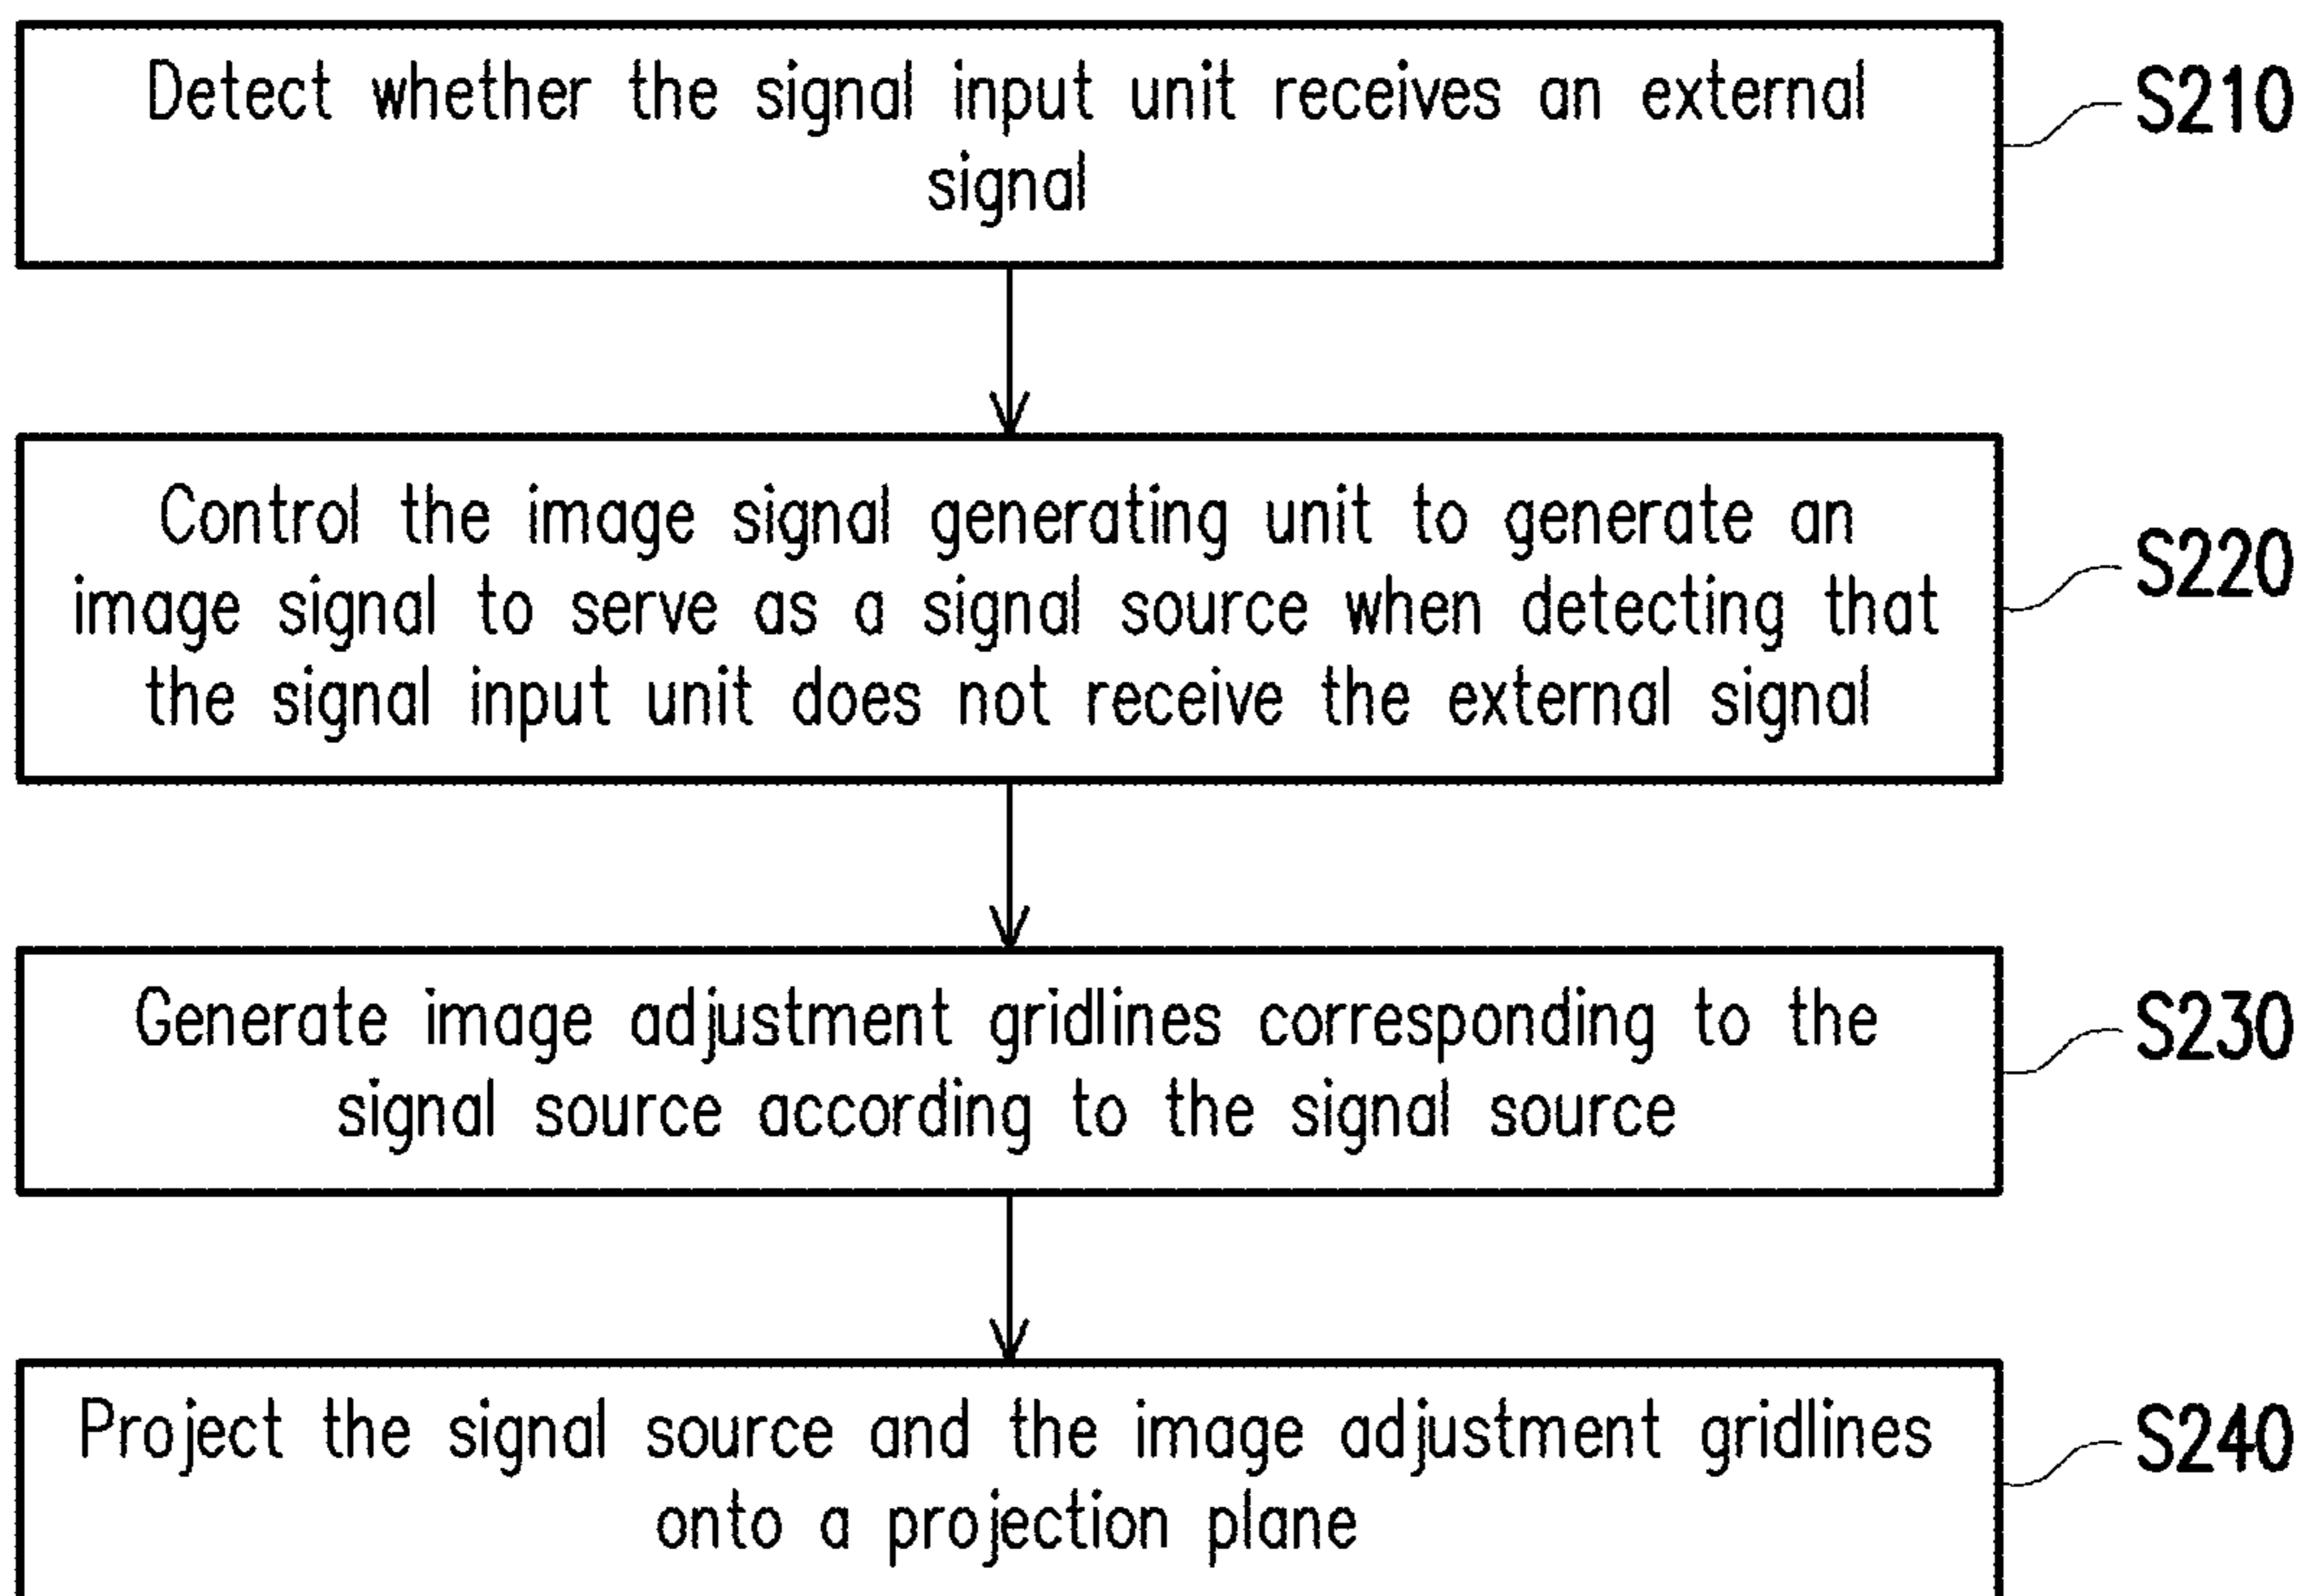 Detect whether the signal input unit receives an external
signal
S210
Control the image signal generating unit to generate an
image signal to serve as a signal source when detecting that
the signal input unit does not receive the external signal
S220
Generate image adjustment gridlines corresponding to the
signal source according to the signal source
S230
Project the signal source and the image adjustment gridlines
onto a projection plane
S240